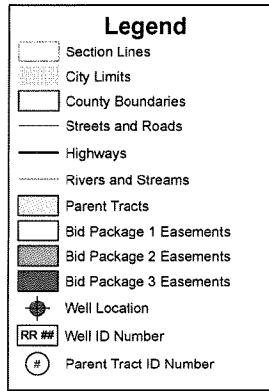 Legend
Section Lines
City Limits
County Boundaries
Streets and Roads
Highways
Rivers and Streams
Parent Tracts
Bid Package 1 Easements
Bid Package 2 Easements
Bid Package 3 Easements
Well Location
RR ## Well ID Number
# Parent Tract ID Number